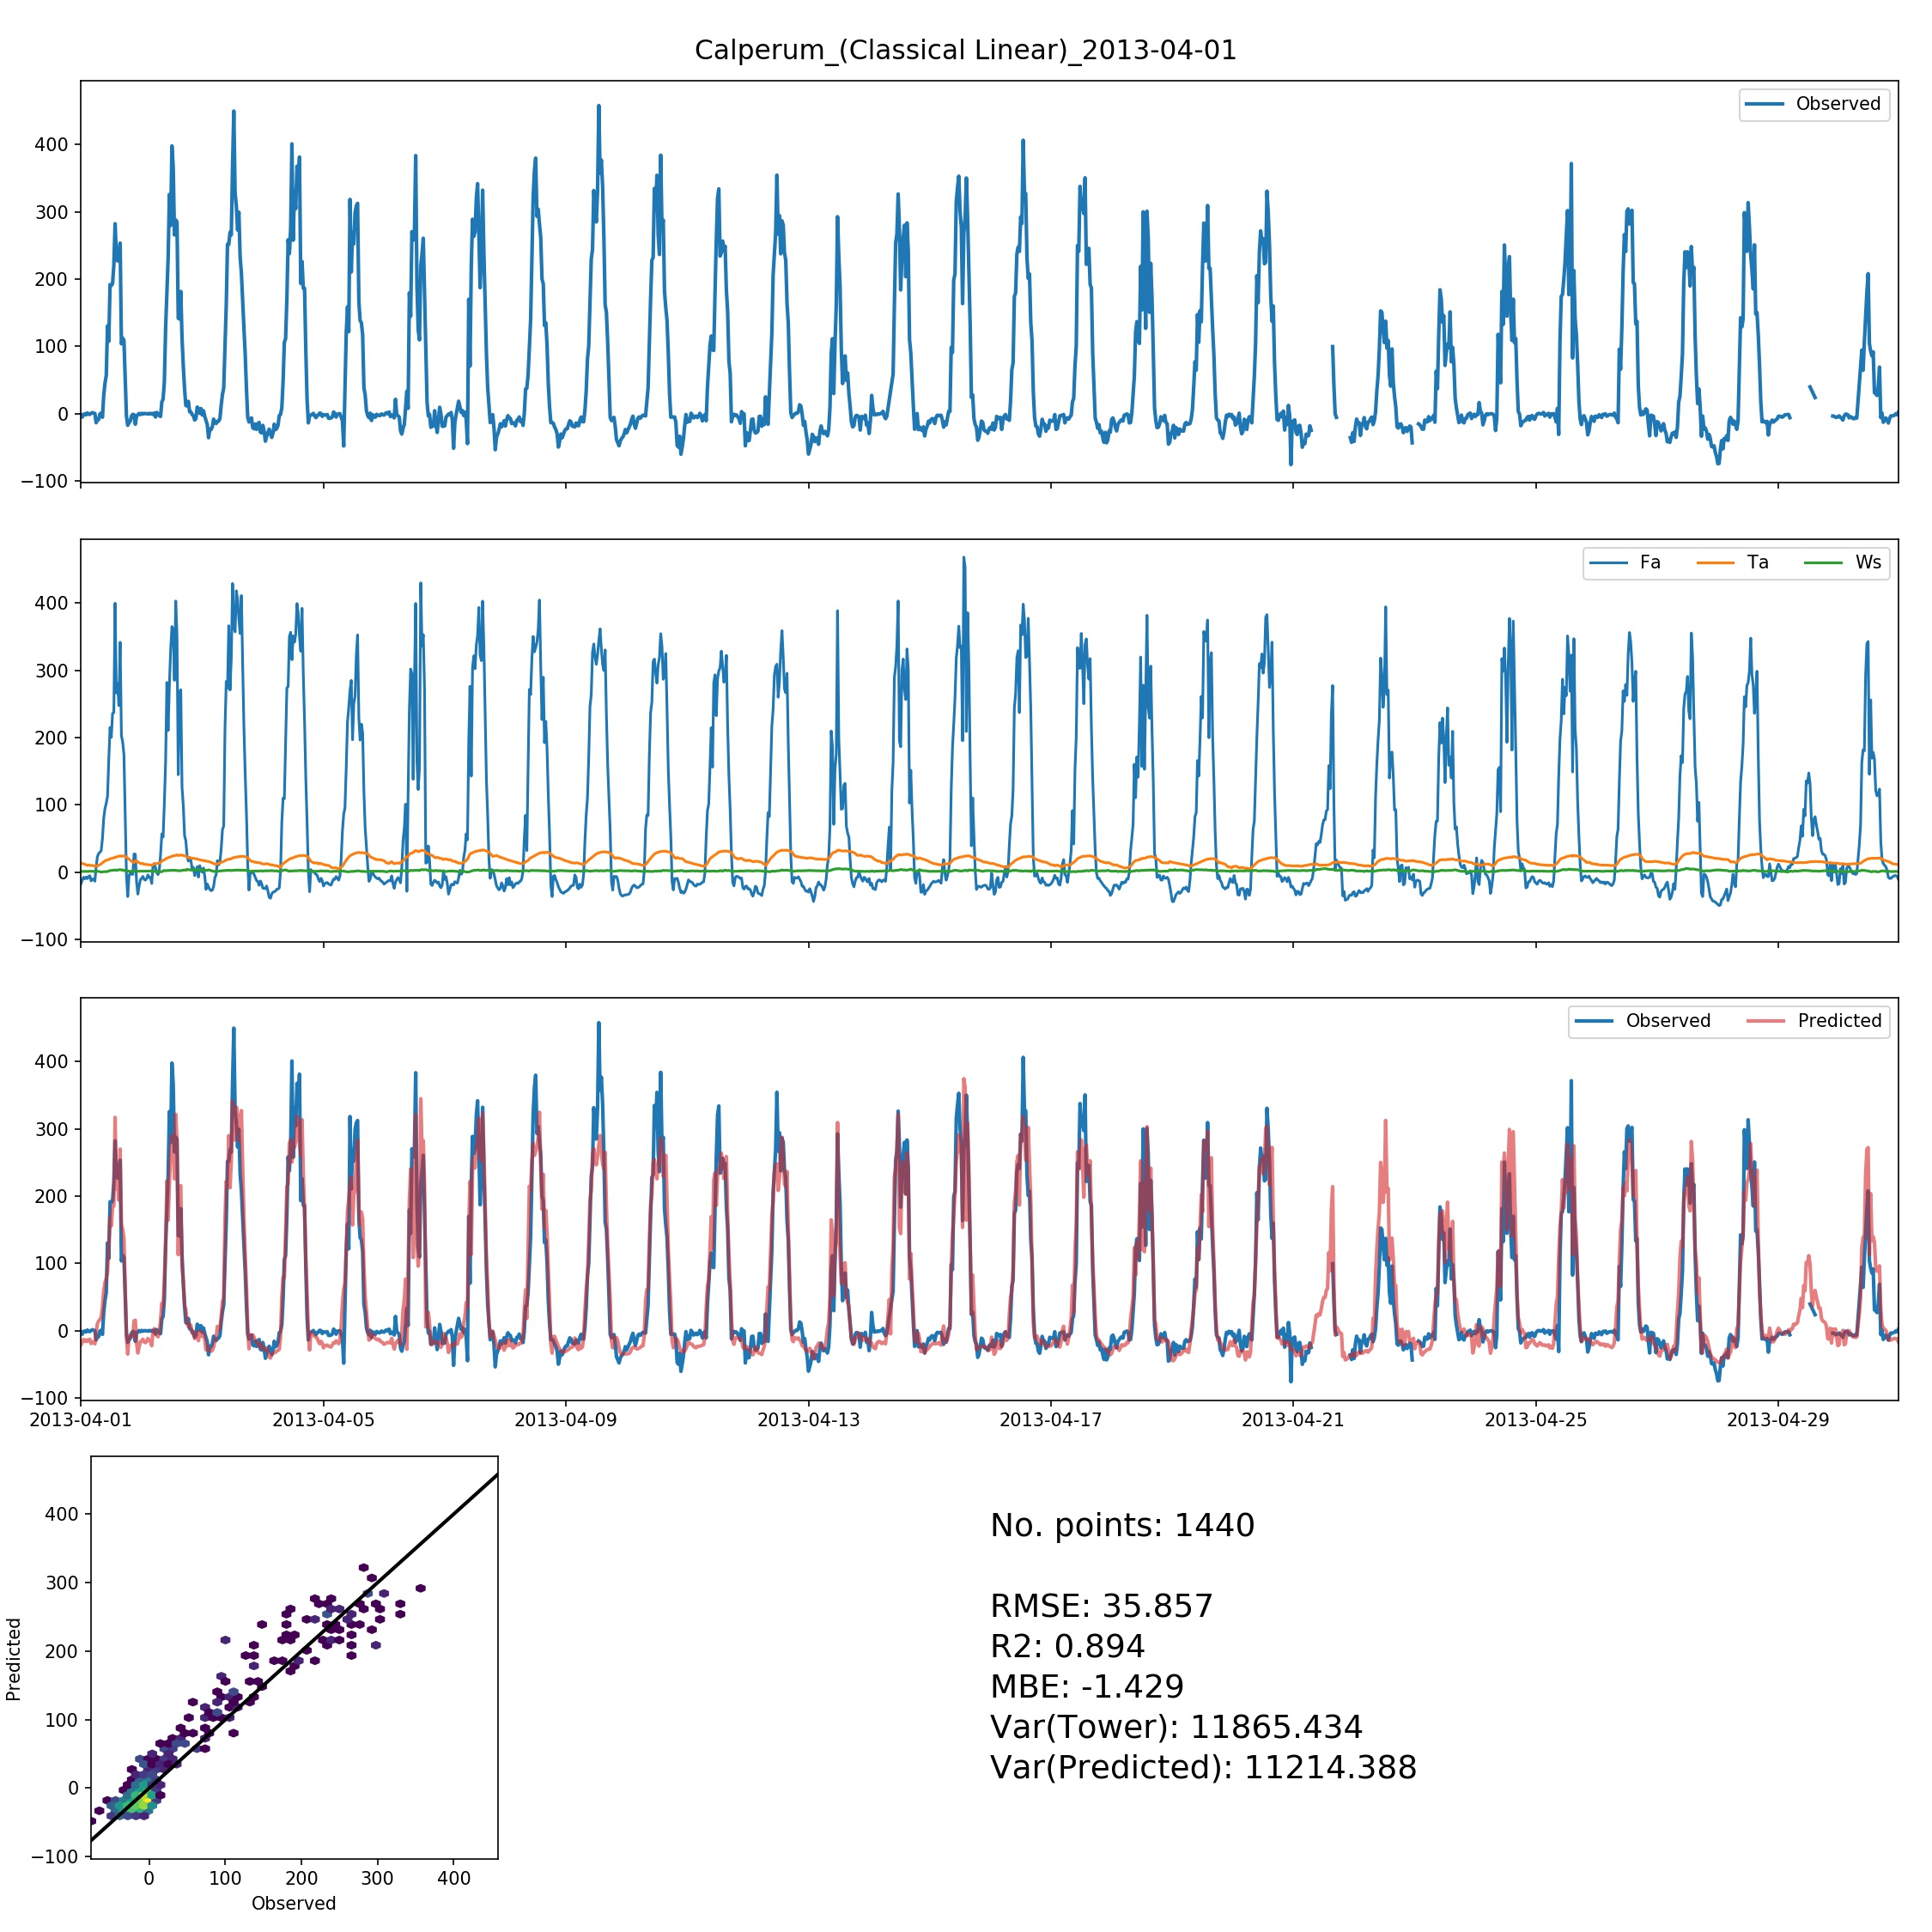 Calperum_(Classical Linear)_2013-04-01
Observed
400
300
200
100
0
−100
Fa Ta Ws
400
300
200
100
0
−100
Observed Predicted
400
300
200
100
0
−100
2013-04-01 2013-04-05 2013-04-09 2013-04-13 2013-04-17 2013-04-21 2013-04-25 2013-04-29
Predicted
400
300
200
100
0
−100
0 100 200 300 400
Observed
No. points: 1440
RMSE: 35.857
R2: 0.894
MBE: -1.429
Var(Tower): 11865.434
Var(Predicted): 11214.388